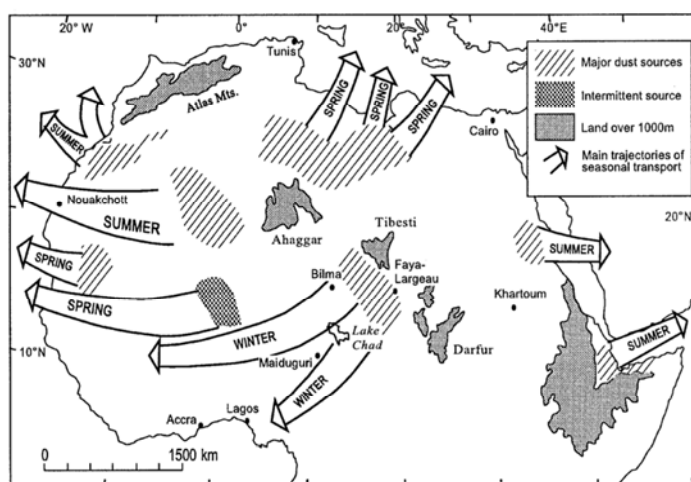 20° W
0°
20°E
30°N
Tunis
Atlas Mts.
SPRING
SPRING
SPRING
Cairo
Major dust sources
Intermittent source
Land over 1000m
Main trajectories of
seasonal transport
SUMMER
Nouakchott
SUMMER
Ahaggar
Tibesti
20°N
SUMMER
SPRING
Bilma
Faya-
Largeau
Khartoum
SPRING
WINTER
Lake
Chad
Darfur
SUMMER
10°N
Maiduguri
WINTER
Accra
Lagos
0
1500 km